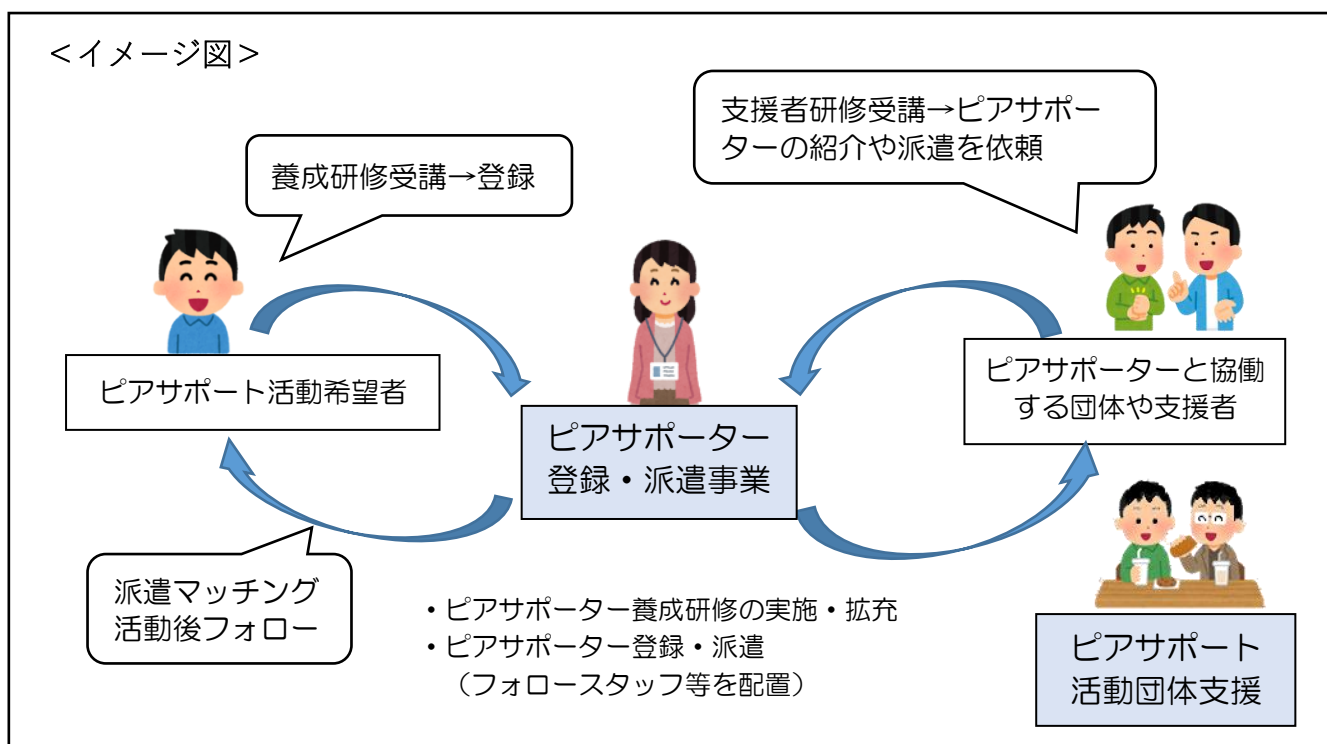 ＜イメージ図＞
養成研修受講→登録
支援者研修受講→ピアサポー
ターの紹介や派遣を依頼
ピアサポート活動希望者
ピアサポーター
登録・派遣事業
ピアサポーターと協働
する団体や支援者
派遣マッチング
活動後フォロー
・ピアサポーター養成研修の実施・拡充
・ピアサポーター登録・派遣
（フォロースタッフ等を配置）
ピアサポート
活動団体支援